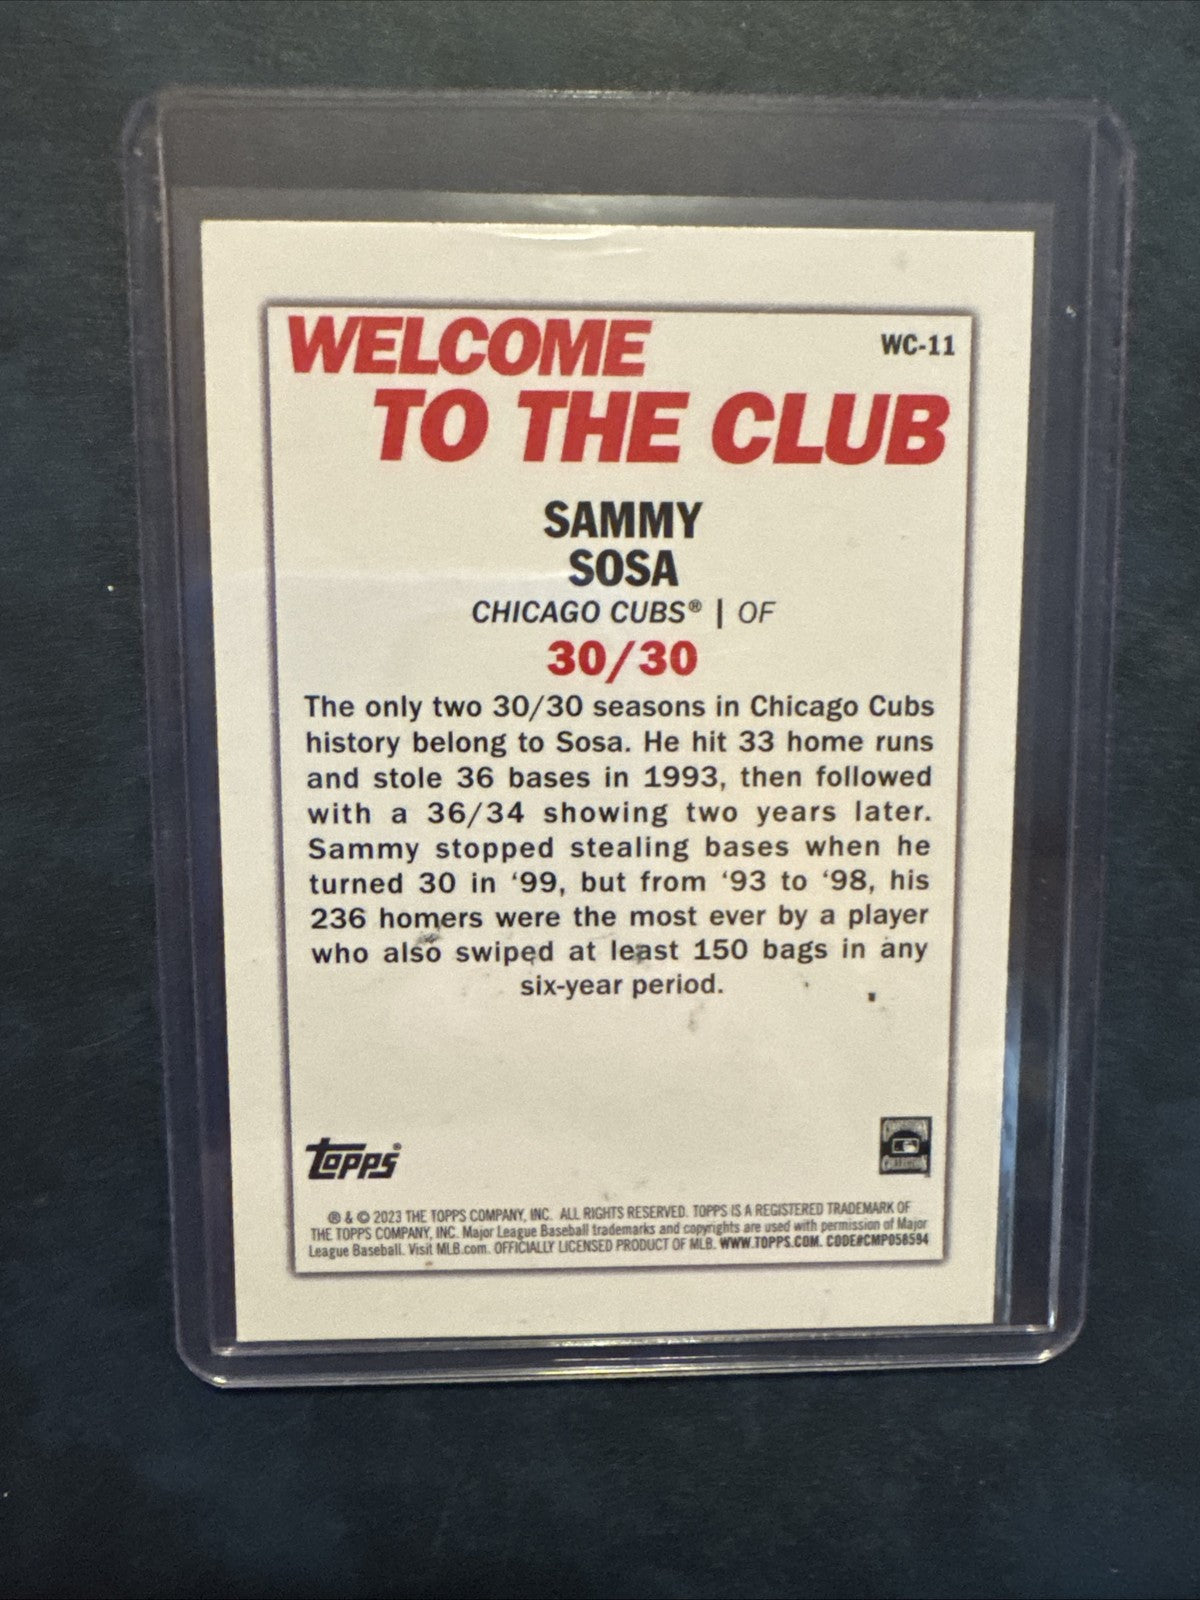 WELCOME
WC-11
TO THE CLUB
SAMMY
SOSA
CHICAGO CUBS® | OF
30/30
The only two 30/30 seasons in Chicago Cubs
history belong to Sosa. He hit 33 home runs
and stole 36 bases in 1993, then followed
with a 36/34 showing two years later.
Sammy stopped stealing bases when he
turned 30 in ‘99, but from ‘93 to ‘98, his
236 homers were the most ever by a player
who also swiped at least 150 bags in any
six-year period.
Topps®
COOPERSTOWN
COLLECTION
® & © 2023 THE TOPPS COMPANY, INC. ALL RIGHTS RESERVED. TOPPS IS A REGISTERED TRADEMARK OF
THE TOPPS COMPANY, INC. Major League Baseball trademarks and copyrights are used with permission of Major
League Baseball. Visit MLB.com. OFFICIALLY LICENSED PRODUCT OF MLB. WWW.TOPPS.COM. CODE#CMP058594